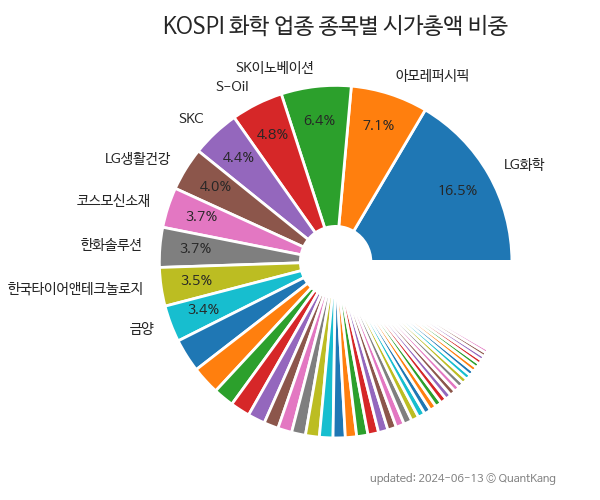 KOSPI 화학 업종 종목별 시가총액 비중
SK이노베이션
아모레퍼시픽
S-Oil
SKC
LG생활건강
LG화학
코스모신소재
한화솔루션
한국타이어앤테크놀로지
금양
6.4%
7.1%
4.8%
4.4%
4.0%
16.5%
3.7%
3.7%
3.5%
3.4%
updated: 2024-06-13 © QuantKang